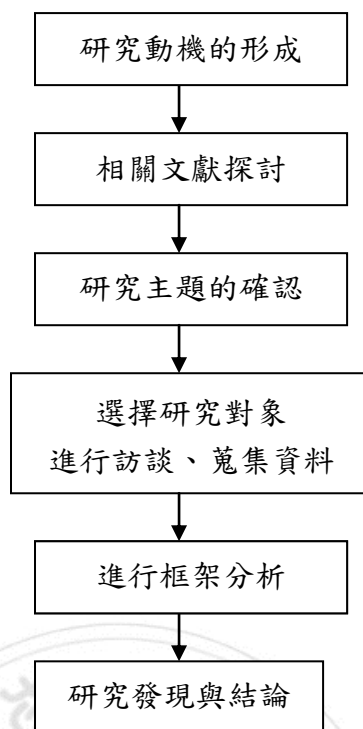 研究動機的形成
相關文獻探討
研究主題的確認
選擇研究對象
進行訪談、蒐集資料
進行框架分析
研究發現與結論